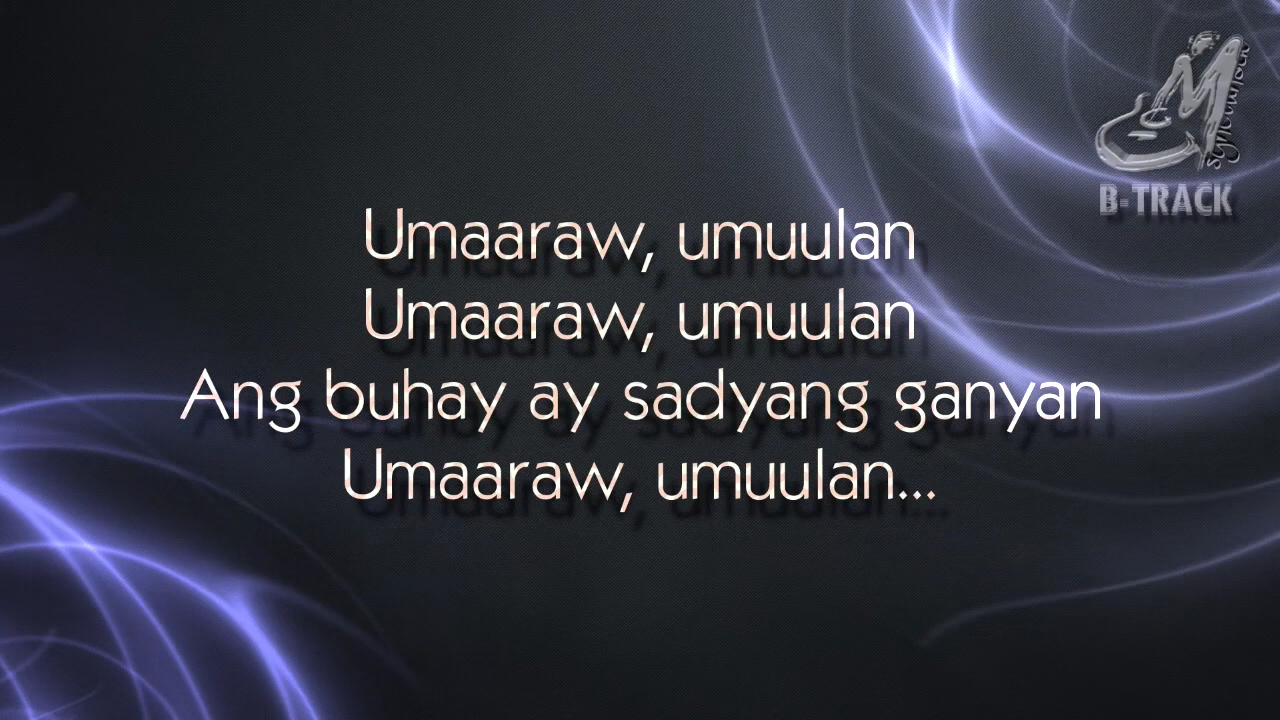 B-TRACK
Umaaraw, umuulan
Umaaraw, umuulan
Ang buhay ay sadyang ganyan
Umaaraw, umuulan...